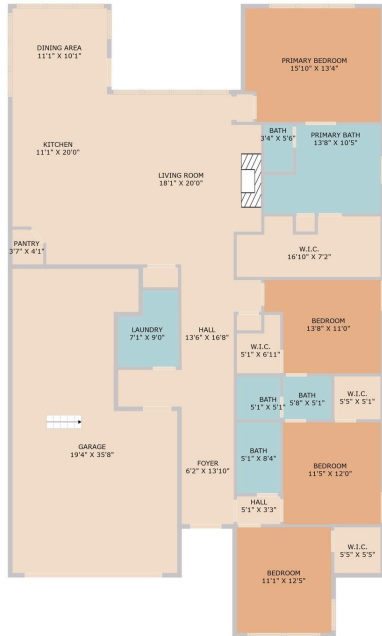 DINING AREA
11'1" X 10'1"
PRIMARY BEDROOM
15'10" X 13'4"
KITCHEN
11'1" X 20'0"
BATH
3'4" X 5'6"
PRIMARY BATH
13'8" X 10'5"
LIVING ROOM
18'1" X 20'0"
PANTRY
3'7" X 4'1"
W.I.C.
16'10" X 7'2"
LAUNDRY
7'1" X 9'0"
HALL
13'6" X 16'8"
BEDROOM
13'8" X 11'0"
W.I.C.
5'1" X 6'11"
BATH
5'1" X 5'1"
BATH
5'8" X 5'1"
W.I.C.
5'5" X 5'1"
GARAGE
19'4" X 35'8"
FOYER
6'2" X 13'10"
BATH
5'1" X 8'4"
BEDROOM
11'5" X 12'0"
HALL
5'1" X 3'3"
W.I.C.
5'5" X 5'5"
BEDROOM
11'1" X 12'5"